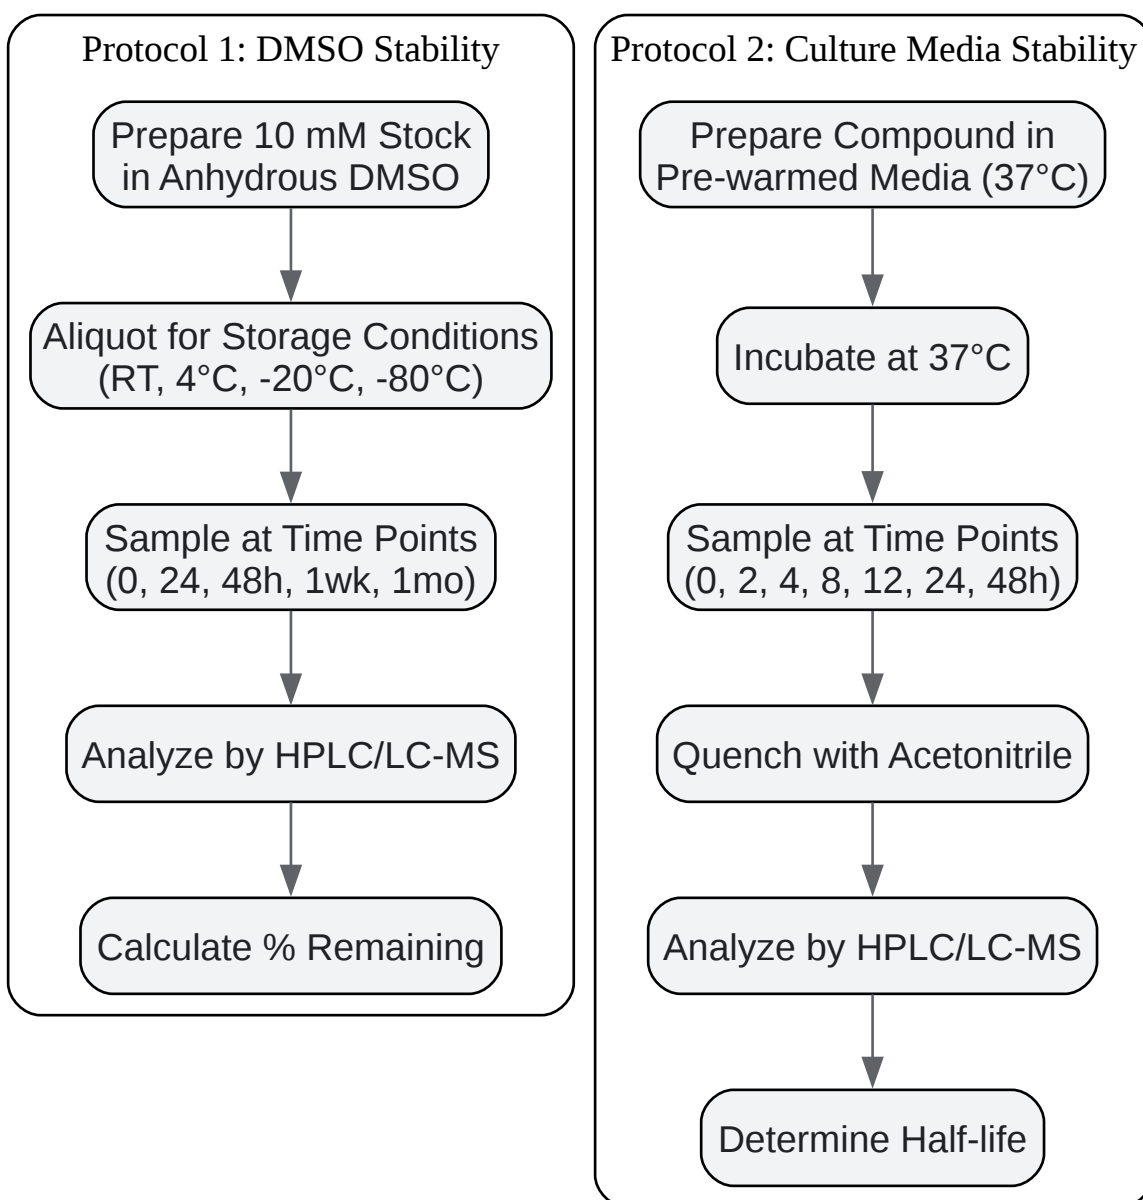 Protocol 1: DMSO Stability
Prepare 10 mM Stock
in Anhydrous DMSO
Aliquot for Storage Conditions
(RT, 4°C, -20°C, -80°C)
Sample at Time Points
(0, 24, 48h, 1wk, 1mo)
Analyze by HPLC/LC-MS
Calculate % Remaining
Protocol 2: Culture Media Stability
Prepare Compound in
Pre-warmed Media (37°C)
Incubate at 37°C
Sample at Time Points
(0, 2, 4, 8, 12, 24, 48h)
Quench with Acetonitrile
Analyze by HPLC/LC-MS
Determine Half-life